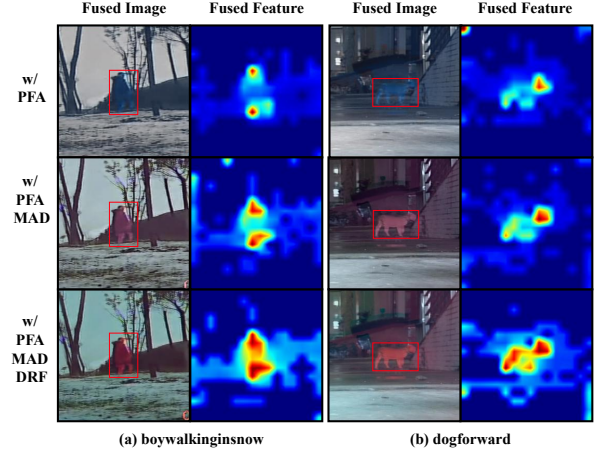 Fused Image Fused Feature Fused Image Fused Feature
w/
PFA
w/
PFA
MAD
w/
PFA
MAD
DRF
(a) boywalkinginsnow (b) dogforward